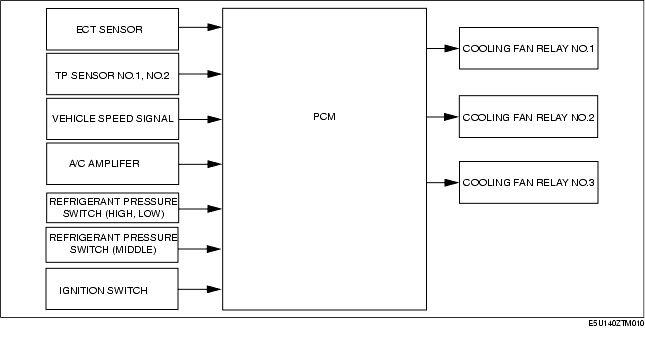 ECT SENSOR
TP SENSOR NO.1, NO.2
VEHICLE SPEED SIGNAL
A/C AMPLIFER
REFRIGERANT PRESSURE
SWITCH (HIGH, LOW)
REFRIGERANT PRESSURE
SWITCH (MIDDLE)
IGNITION SWITCH
PCM
COOLING FAN RELAY NO.1
COOLING FAN RELAY NO.2
COOLING FAN RELAY NO.3
E5U140ZTM010